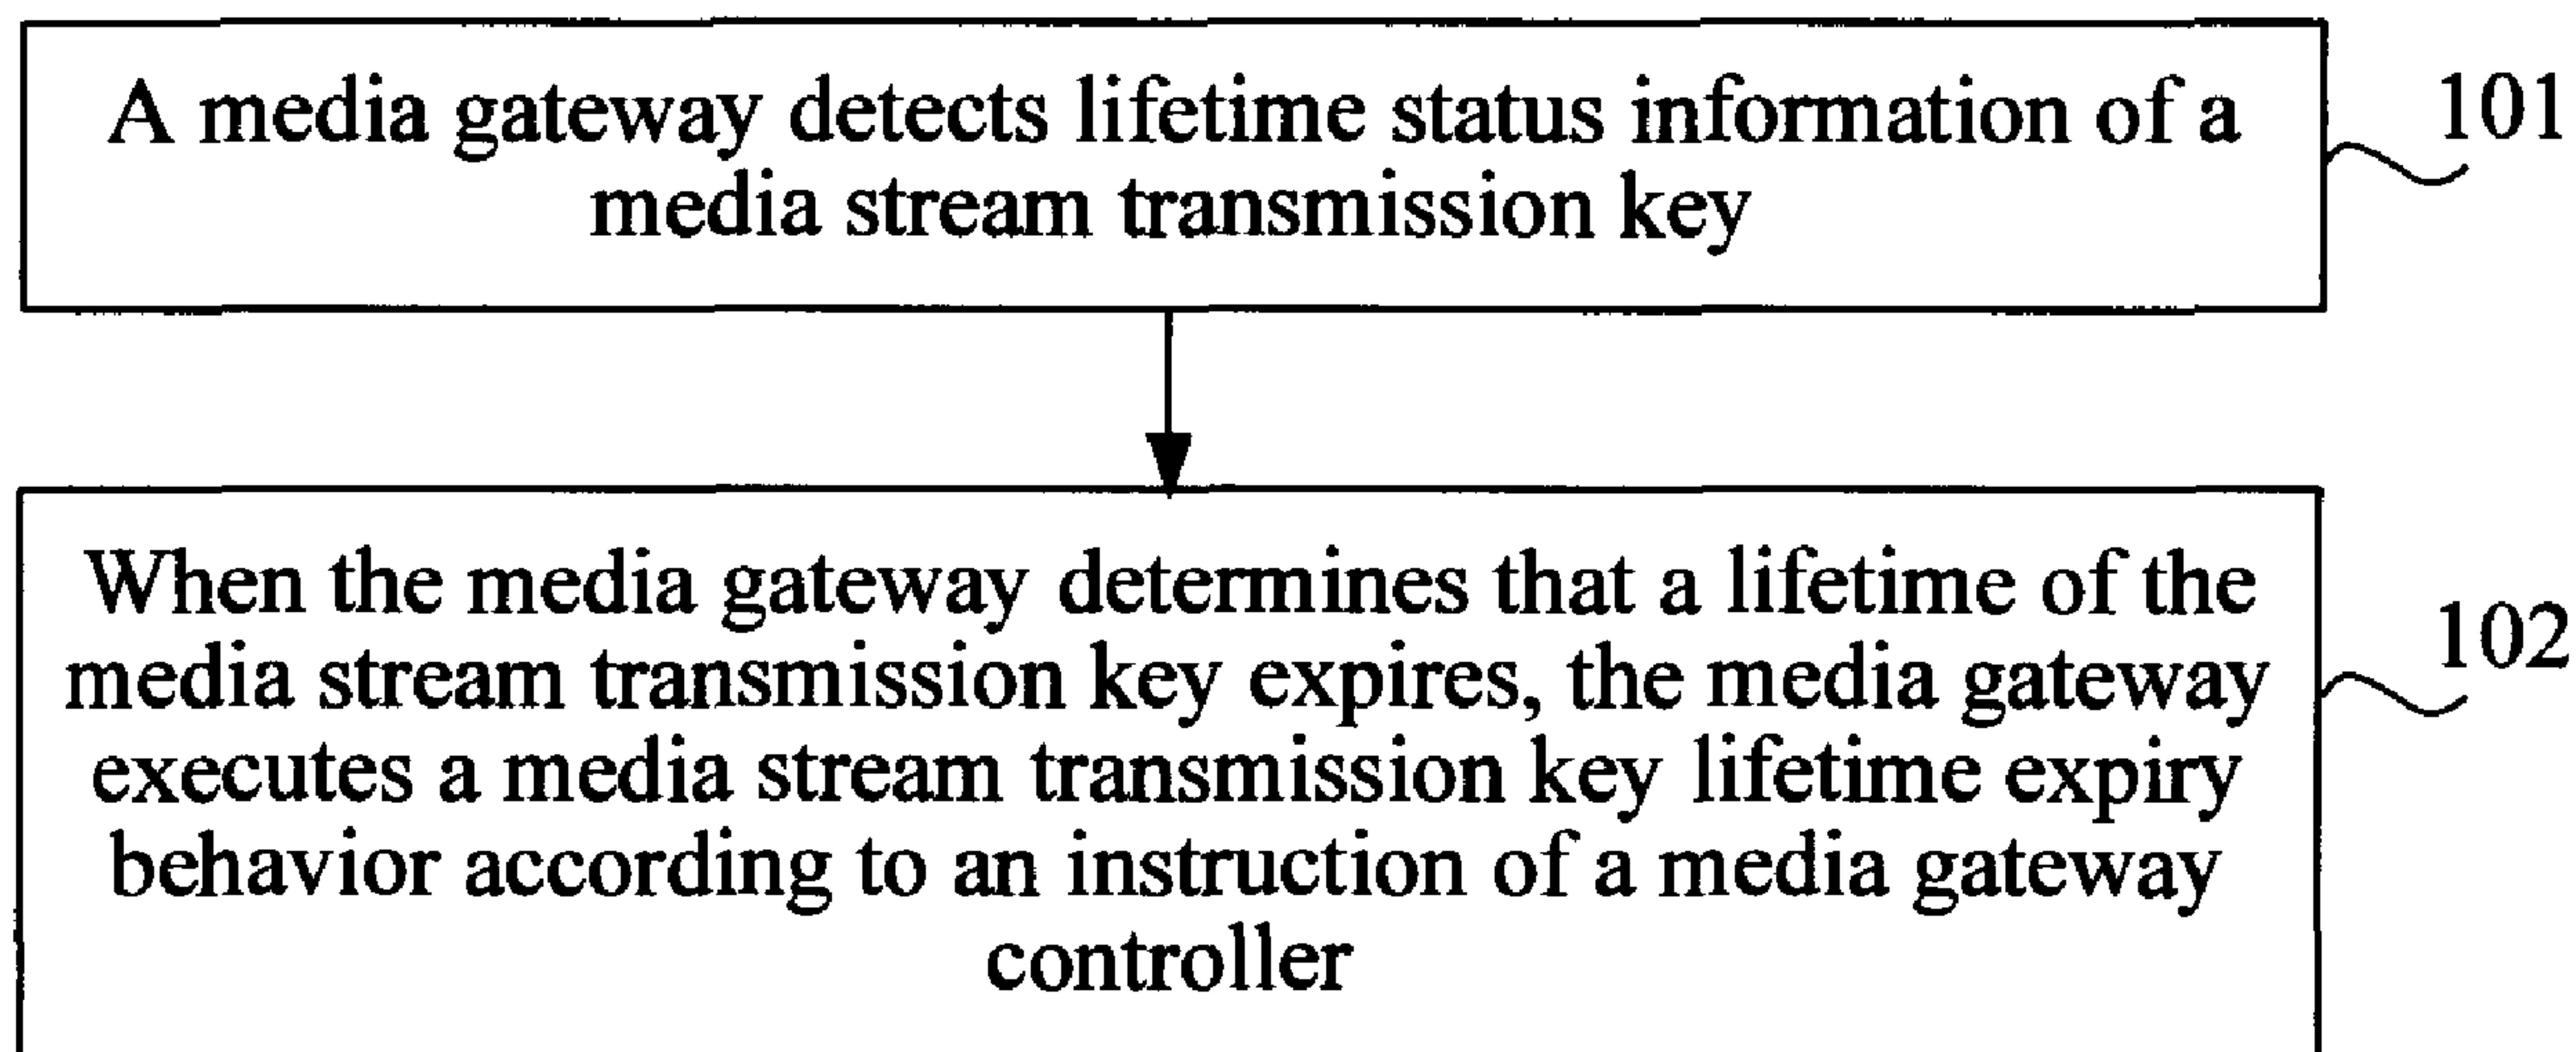 A media gateway detects lifetime status information of a
media stream transmission key
101
When the media gateway determines that a lifetime of the
media stream transmission key expires, the media gateway
executes a media stream transmission key lifetime expiry
behavior according to an instruction of a media gateway
controller
102